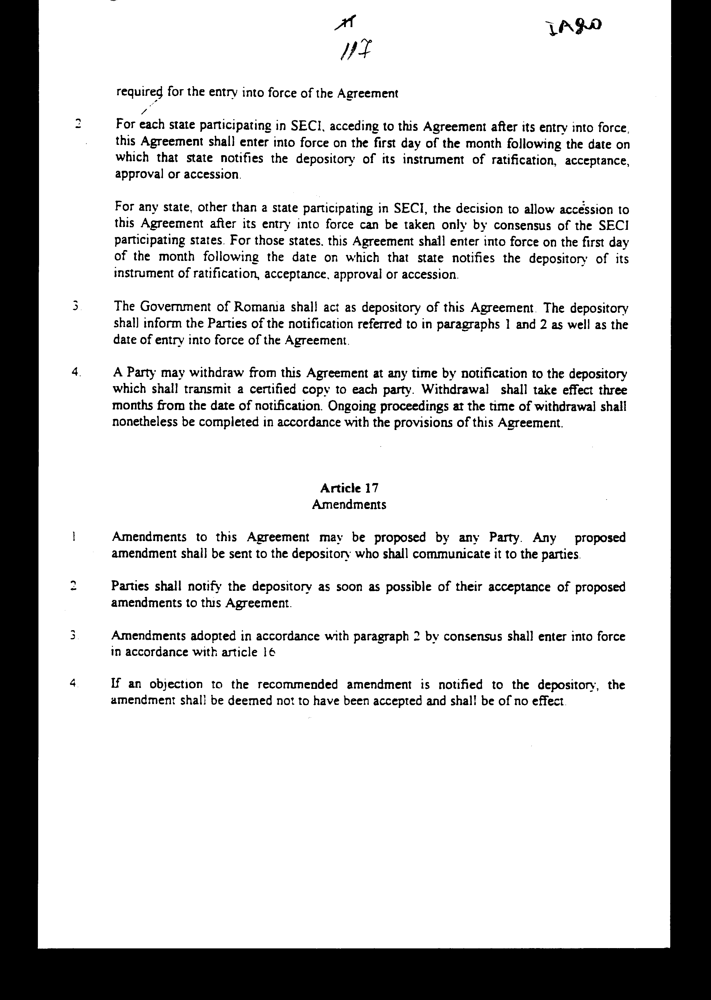 117
required for the entry into force of the Agreement
2 For each state participating in SECI, acceding to this Agreement after its entry into force,
this Agreement shall enter into force on the first day of the month following the date on
which that state notifies the depository of its instrument of ratification, acceptance,
approval or accession.
For any state, other than a state participating in SECI, the decision to allow accession to
this Agreement after its entry into force can be taken only by consensus of the SECI
participating states. For those states, this Agreement shall enter into force on the first day
of the month following the date on which that state notifies the depository of its
instrument of ratification, acceptance, approval or accession.
3. The Government of Romania shall act as depository of this Agreement. The depository
shall inform the Parties of the notification referred to in paragraphs 1 and 2 as well as the
date of entry into force of the Agreement.
4. A Party may withdraw from this Agreement at any time by notification to the depository
which shall transmit a certified copy to each party. Withdrawal shall take effect three
months from the date of notification. Ongoing proceedings at the time of withdrawal shall
nonetheless be completed in accordance with the provisions of this Agreement.
Article 17
Amendments
1 Amendments to this Agreement may be proposed by any Party. Any proposed
amendment shall be sent to the depository who shall communicate it to the parties.
2 Parties shall notify the depository as soon as possible of their acceptance of proposed
amendments to this Agreement.
3. Amendments adopted in accordance with paragraph 2 by consensus shall enter into force
in accordance with article 16
4. If an objection to the recommended amendment is notified to the depository, the
amendment shall be deemed not to have been accepted and shall be of no effect.